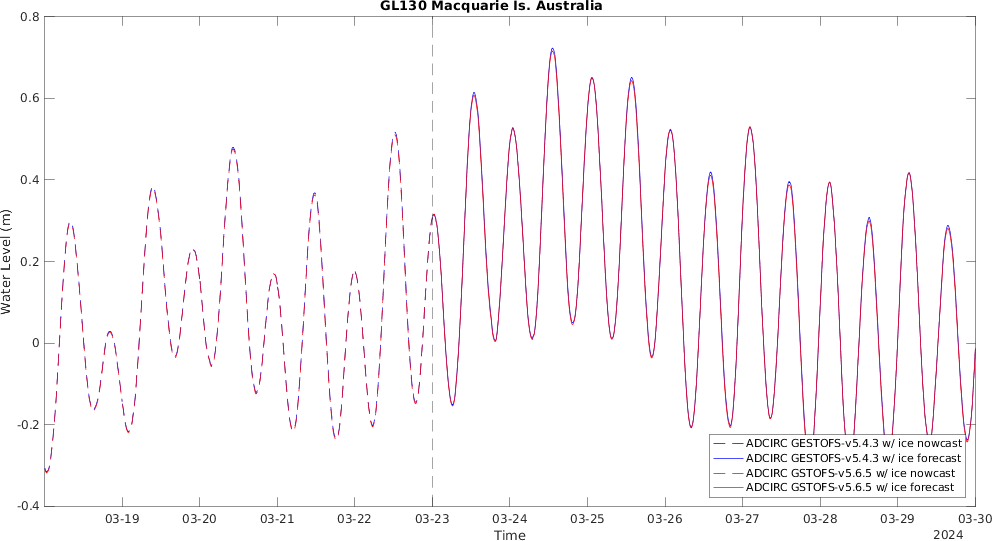 GL130 Macquarie Is. Australia
0.8
0.6
0.4
0.2
0
-0.2
-0.4
Water Level (m)
03-19 03-20 03-21 03-22 03-23 03-24 03-25 03-26 03-27 03-28 03-29 03-30
Time
2024
ADCIRC GESTOFS-v5.4.3 w/ ice nowcast
ADCIRC GESTOFS-v5.4.3 w/ ice forecast
ADCIRC GSTOFS-v5.6.5 w/ ice nowcast
ADCIRC GSTOFS-v5.6.5 w/ ice forecast